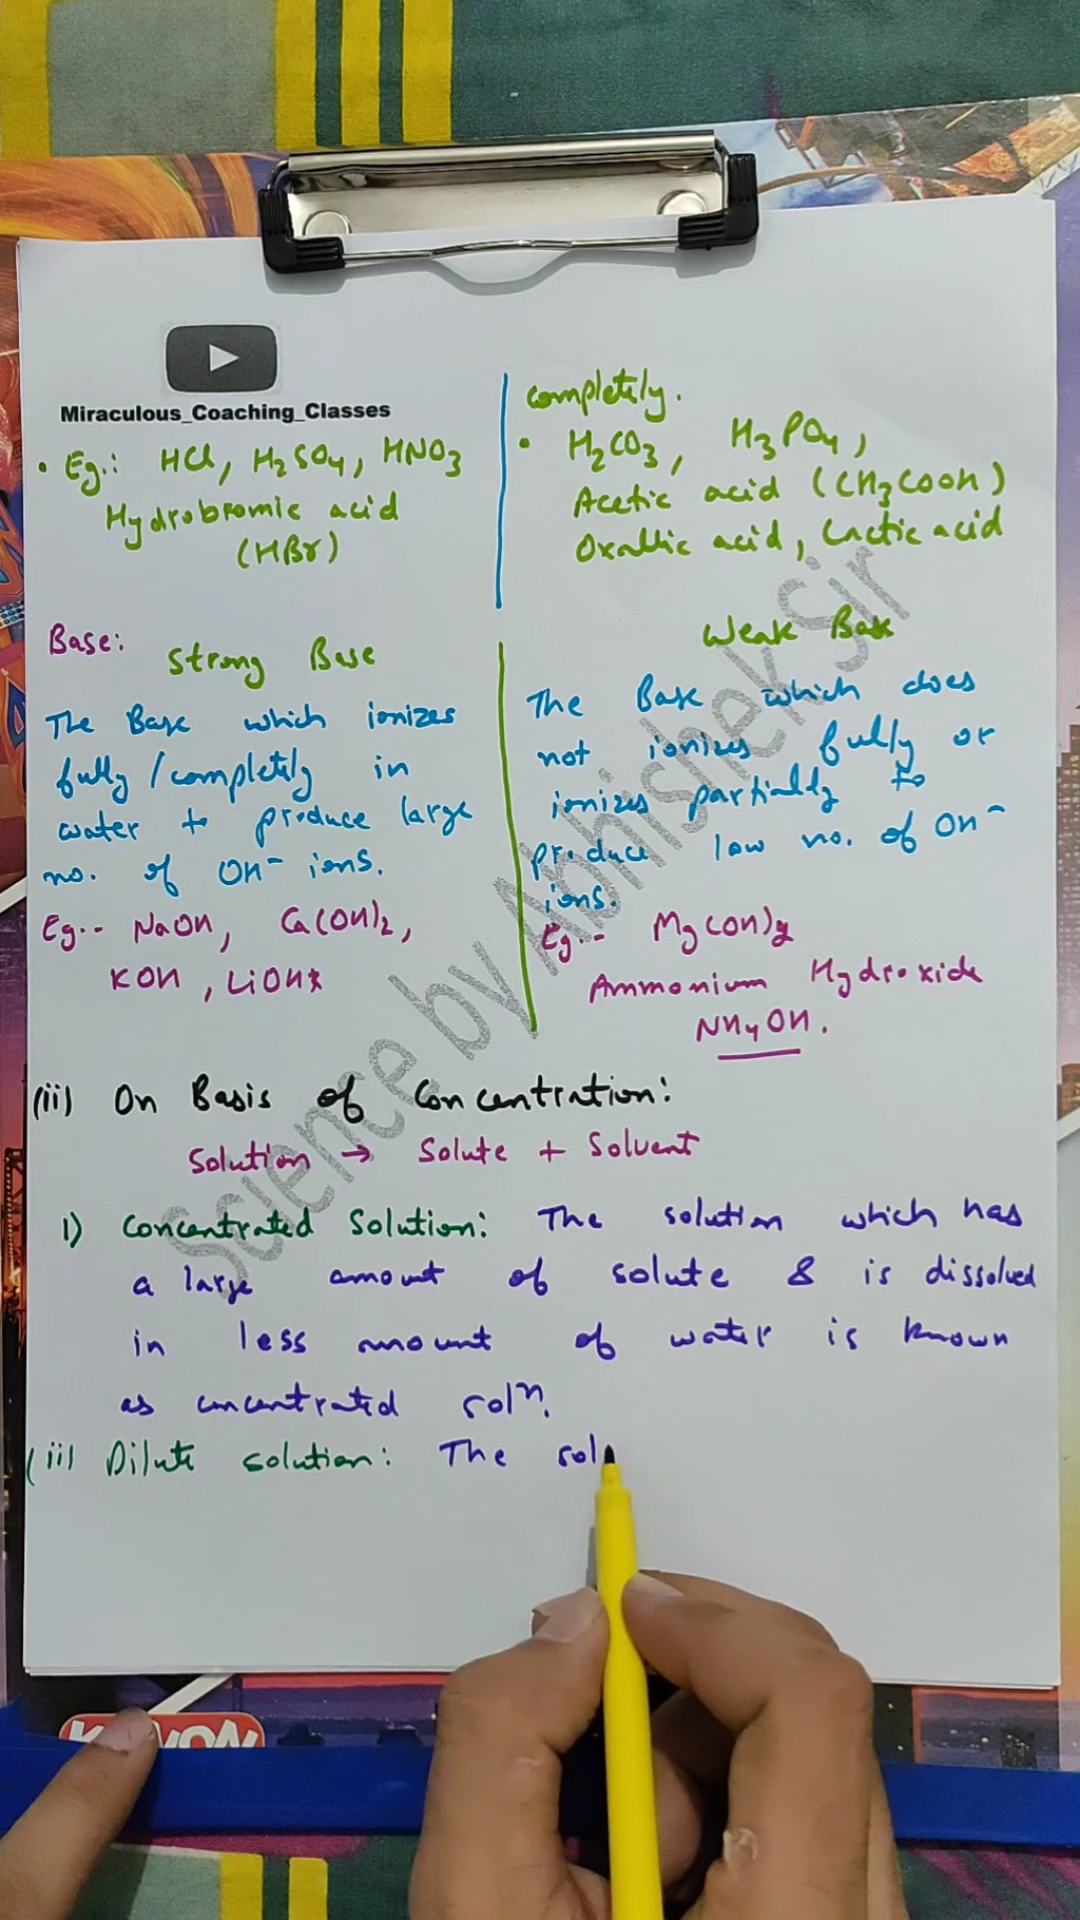 Miraculous_Coaching_Classes
• Eg.: HCl, H2SO4, HNO3
Hydrobromic acid
(HBr)
completely.
• H2CO3, H3PO4,
Acetic acid (CH3COOH)
Oxallic acid, Lactic acid
Base:
Strong Base
The Base which ionizes
fully/completely in
water to produce large
no. of OH⁻ ions.
Eg.-- NaOH, Ca(OH)2,
KOH, LiOH
Weak Base
The Base which does
not ionizes fully or
ionizes partially to
produce low no. of OH⁻
ions.
Eg.-- Mg(OH)2
Ammonium Hydroxide
NH4OH.
(ii) On Basis of Concentration:
Solution → Solute + Solvent
1) Concentrated Solution: The solution which has
a large amount of solute & is dissolved
in less amount of water is known
as concentrated solⁿ.
(ii) Dilute solution: The sol
Science by Abhishek Sir
KENYON